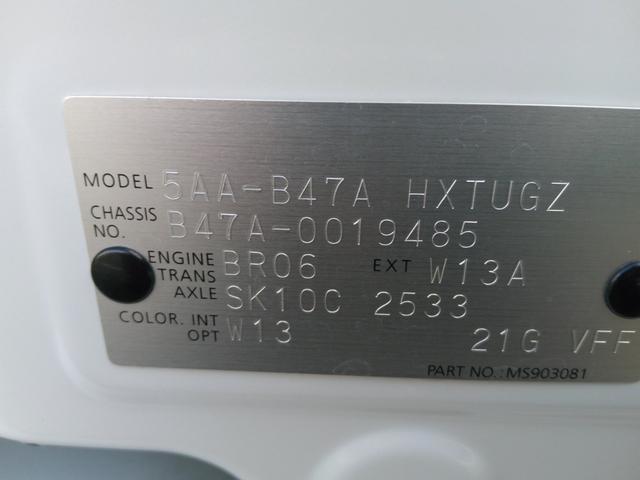 MODEL 5AA-B47A HXTUGZ
CHASSIS NO. B47A-0019485
ENGINE BR06 EXT W13A
TRANS AXLE SK10C 2533
COLOR. INT W13
OPT 21G VFF
PART NO.:MS903081